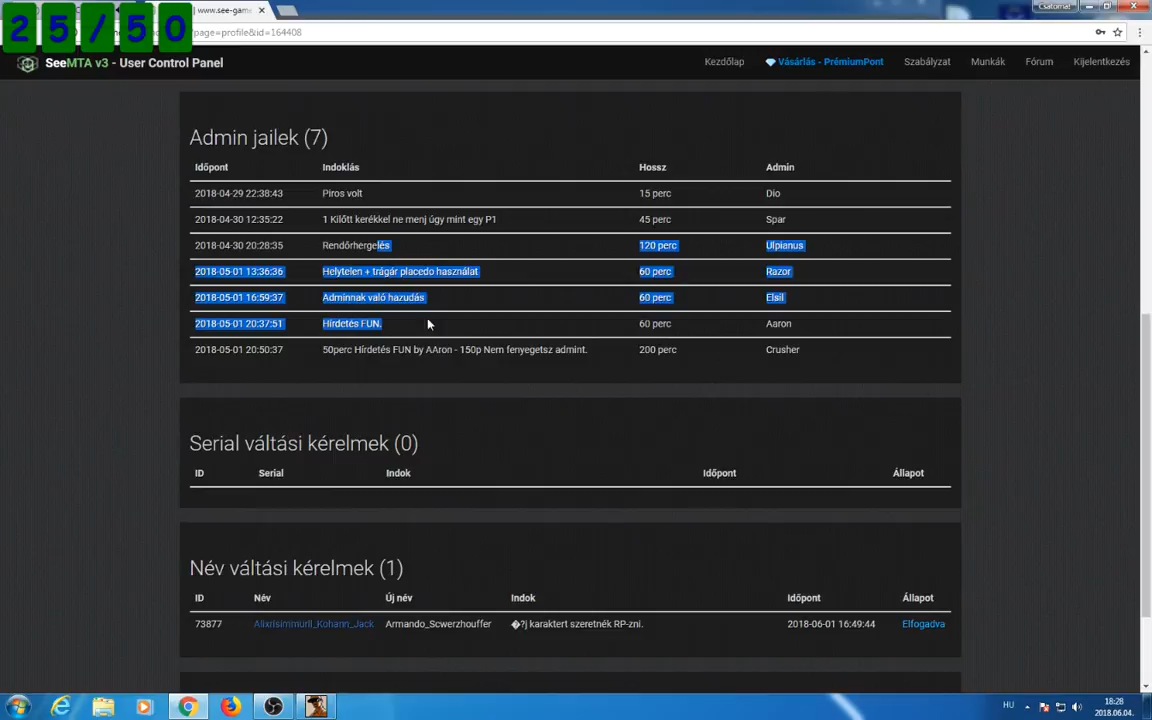 Csatorna!
25/50
www.see-gam
?page=profile&id=164408
SeeMTA v3 - User Control Panel
Kezdőlap
Vásárlás - PrémiumPont
Szabályzat
Munkák
Fórum
Kijelentkezés
Admin jailek (7)
Időpont Indoklás Hossz Admin
2018-04-29 22:38:43 Piros volt 15 perc Dio
2018-04-30 12:35:22 1 Kilőtt kerékkel ne menj úgy mint egy P1 45 perc Spar
2018-04-30 20:28:35 Rendőrhergelés 120 perc Ulpianus
2018-05-01 13:36:36 Helytelen + trágár placedo használat 60 perc Razor
2018-05-01 16:59:37 Adminnak való hazudás 60 perc Elsil
2018-05-01 20:37:51 Hírdetés FUN. 60 perc Aaron
2018-05-01 20:50:37 50perc Hírdetés FUN by AAron - 150p Nem fenyegetsz admint. 200 perc Crusher
Serial váltási kérelmek (0)
ID Serial Indok Időpont Állapot
Név váltási kérelmek (1)
ID Név Új név Indok Időpont Állapot
73877 Alixrisimmüril_Kohann_Jack Armando_Scwerzhouffer �?j karaktert szeretnék RP-zni. 2018-06-01 16:49:44 Elfogadva
HU
18:28
2018.06.04.